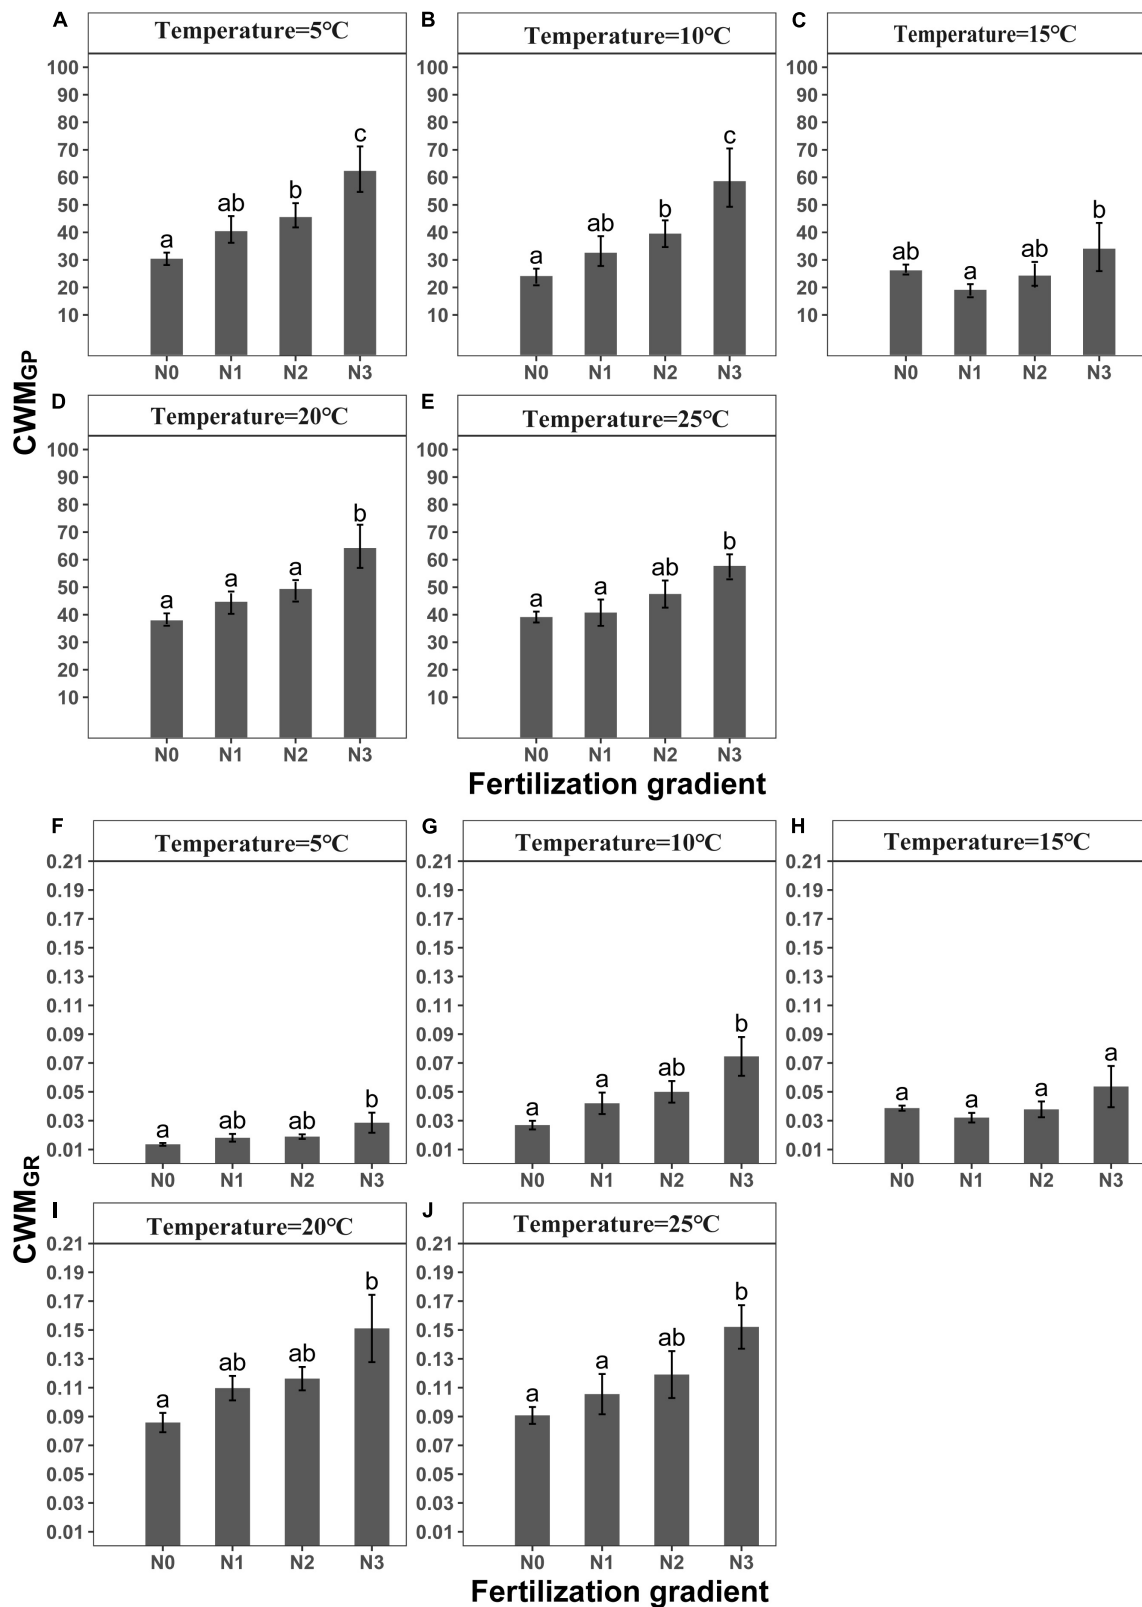 A Temperature=5℃ B Temperature=10℃ C Temperature=15℃
100 100 100
90 90 90
80 80 80
70 c 70 c 70
60 60 60
50 ab b 50 50 b
40 a 40 ab b 40 ab a ab
30 30 a 30
20 20 20
10 10 10
N0 N1 N2 N3 N0 N1 N2 N3 N0 N1 N2 N3
CWMGP
D Temperature=20℃ E Temperature=25℃
100 100
90 90
80 80
70 b 70 b
60 60
50 a a a 50 a a ab
40 40
30 30
20 20
10 10
N0 N1 N2 N3 N0 N1 N2 N3
Fertilization gradient
F Temperature=5℃ G Temperature=10℃ H Temperature=15℃
0.21 0.21 0.21
0.19 0.19 0.19
0.17 0.17 0.17
0.15 0.15 0.15
0.13 0.13 0.13
0.11 0.11 0.11
0.09 0.09 b 0.09
0.07 0.07 ab 0.07 a
0.05 b 0.05 a 0.05 a a a
0.03 a ab ab 0.03 a 0.03
0.01 0.01 0.01
N0 N1 N2 N3 N0 N1 N2 N3 N0 N1 N2 N3
CWMGR
I Temperature=20℃ J Temperature=25℃
0.21 0.21
0.19 b 0.19
0.17 0.17 b
0.15 0.15
0.13 ab ab 0.13 a ab
0.11 a 0.11 a
0.09 0.09
0.07 0.07
0.05 0.05
0.03 0.03
0.01 0.01
N0 N1 N2 N3 N0 N1 N2 N3
Fertilization gradient